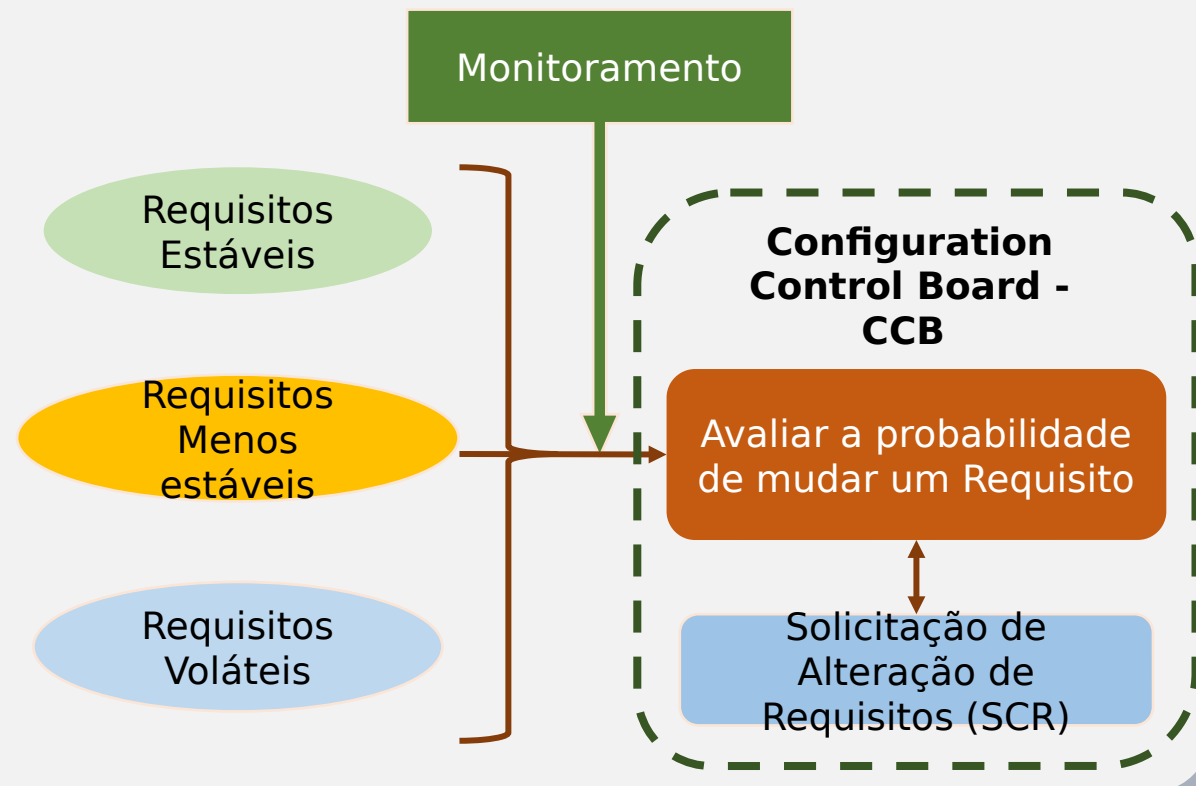 Monitoramento
Requisitos
Estáveis
Requisitos
Menos
estáveis
Requisitos
Voláteis
Configuration
Control Board -
CCB
Avaliar a probabilidade
de mudar um Requisito
Solicitação de
Alteração de
Requisitos (SCR)